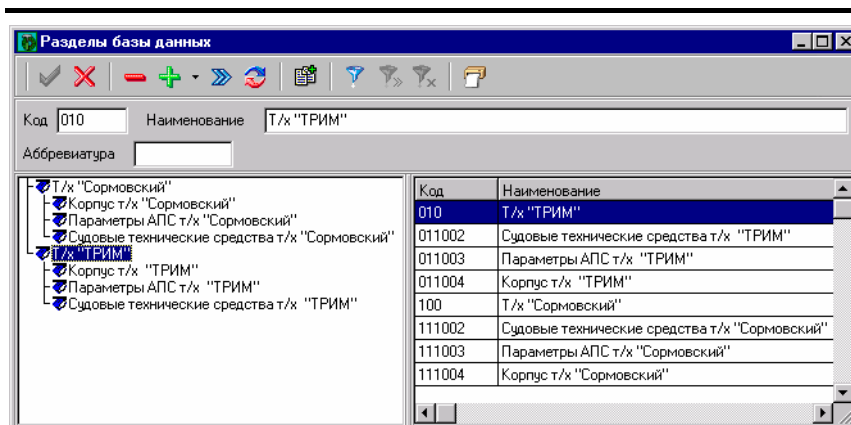 Разделы базы данных
Код 010 Наименование Т/х "ТРИМ"
Аббревиатура
Т/х "Сормовский"
Корпус т/х "Сормовский"
Параметры АПС т/х "Сормовский"
Судовые технические средства т/х "Сормовский"
Т/х "ТРИМ"
Корпус т/х "ТРИМ"
Параметры АПС т/х "ТРИМ"
Судовые технические средства т/х "ТРИМ"
Код Наименование
010 Т/х "ТРИМ"
011002 Судовые технические средства т/х "ТРИМ"
011003 Параметры АПС т/х "ТРИМ"
011004 Корпус т/х "ТРИМ"
100 Т/х "Сормовский"
111002 Судовые технические средства т/х "Сормовский"
111003 Параметры АПС т/х "Сормовский"
111004 Корпус т/х "Сормовский"